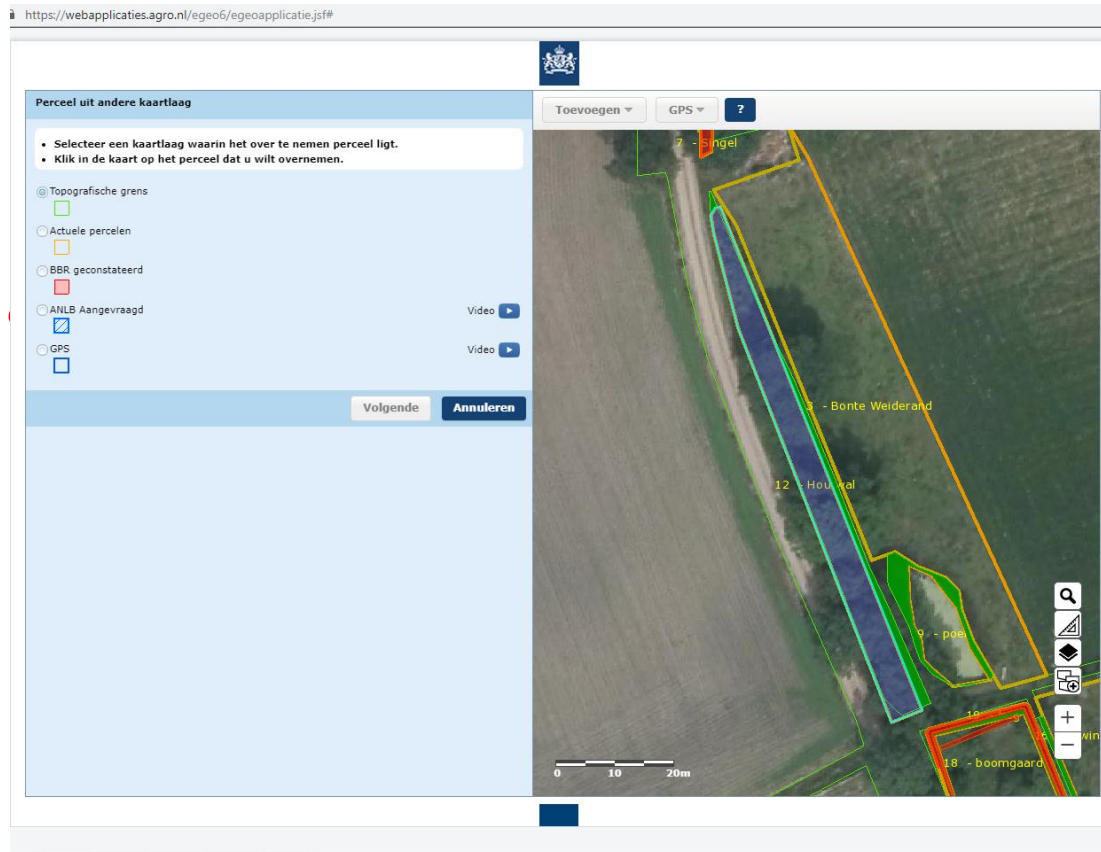 https://webapplicaties.agro.nl/egeo6/egeoapplicatie.jsf#
Perceel uit andere kaartlaag
Toevoegen
GPS
?
• Selecteer een kaartlaag waarin het over te nemen perceel ligt.
• Klik in de kaart op het perceel dat u wilt overnemen.
Topografische grens
Actuele percelen
BBR geconstateerd
ANLB Aangevraagd
Video
GPS
Video
Volgende
Annuleren
7 - Singel
3 - Bonte Weiderand
12 - Houtwal
9 - poel
18 - boomgaard
0 10 20m
+
−